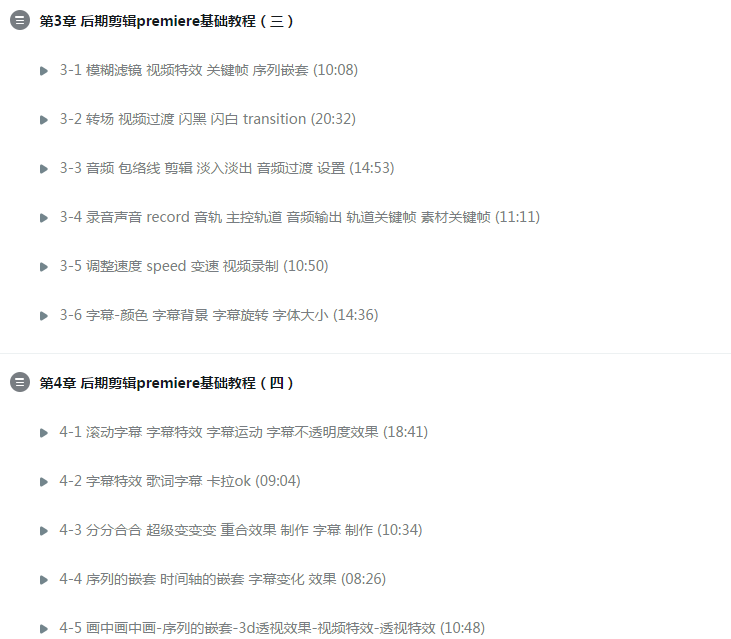 第3章 后期剪辑premiere基础教程（三）
3-1 模糊滤镜 视频特效 关键帧 序列嵌套 (10:08)
3-2 转场 视频过渡 闪黑 闪白 transition (20:32)
3-3 音频 包络线 剪辑 淡入淡出 音频过渡 设置 (14:53)
3-4 录音声音 record 音轨 主控轨道 音频输出 轨道关键帧 素材关键帧 (11:11)
3-5 调整速度 speed 变速 视频录制 (10:50)
3-6 字幕-颜色 字幕背景 字幕旋转 字体大小 (14:36)
第4章 后期剪辑premiere基础教程（四）
4-1 滚动字幕 字幕特效 字幕运动 字幕不透明度效果 (18:41)
4-2 字幕特效 歌词字幕 卡拉ok (09:04)
4-3 分分合合 超级变变变 重合效果 制作 字幕 制作 (10:34)
4-4 序列的嵌套 时间轴的嵌套 字幕变化 效果 (08:26)
4-5 画中画中画-序列的嵌套-3d透视效果-视频特效-透视特效 (10:48)